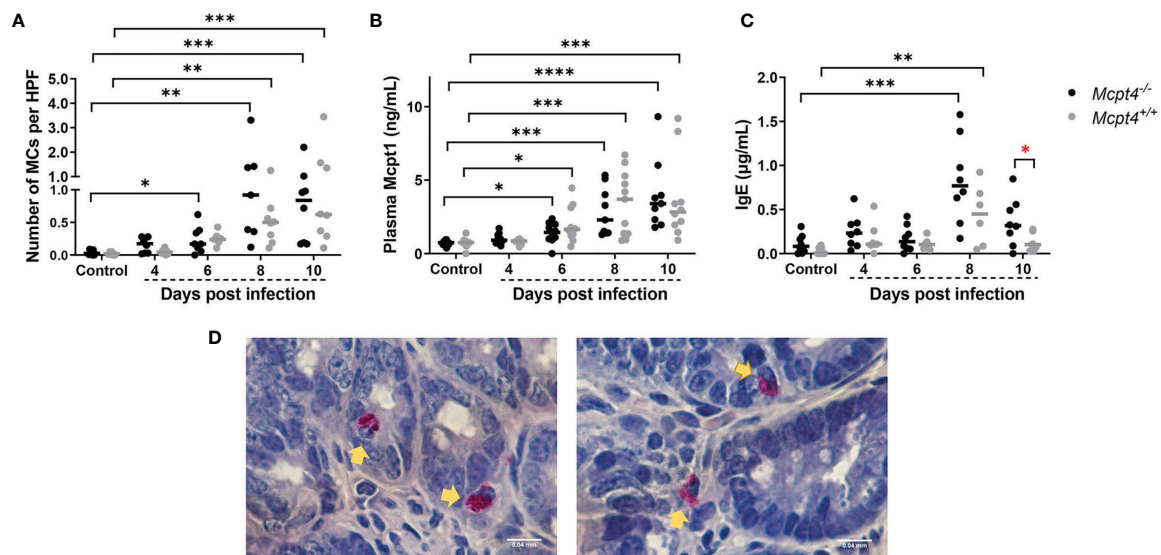 A
***
***
**
**
*
Number of MCs per HPF
5.0
4.0
3.0
2.0
1.0
1.0
0.5
0.0
Control 4 6 8 10
Days post infection
B
***
****
***
***
*
*
Plasma Mcpt1 (ng/mL)
10
5
0
Control 4 6 8 10
Days post infection
C
**
***
*
IgE (µg/mL)
2.0
1.5
1.0
0.5
0.0
Control 4 6 8 10
Days post infection
Mcpt4-/-
Mcpt4+/+
D
0.04 mm
0.04 mm